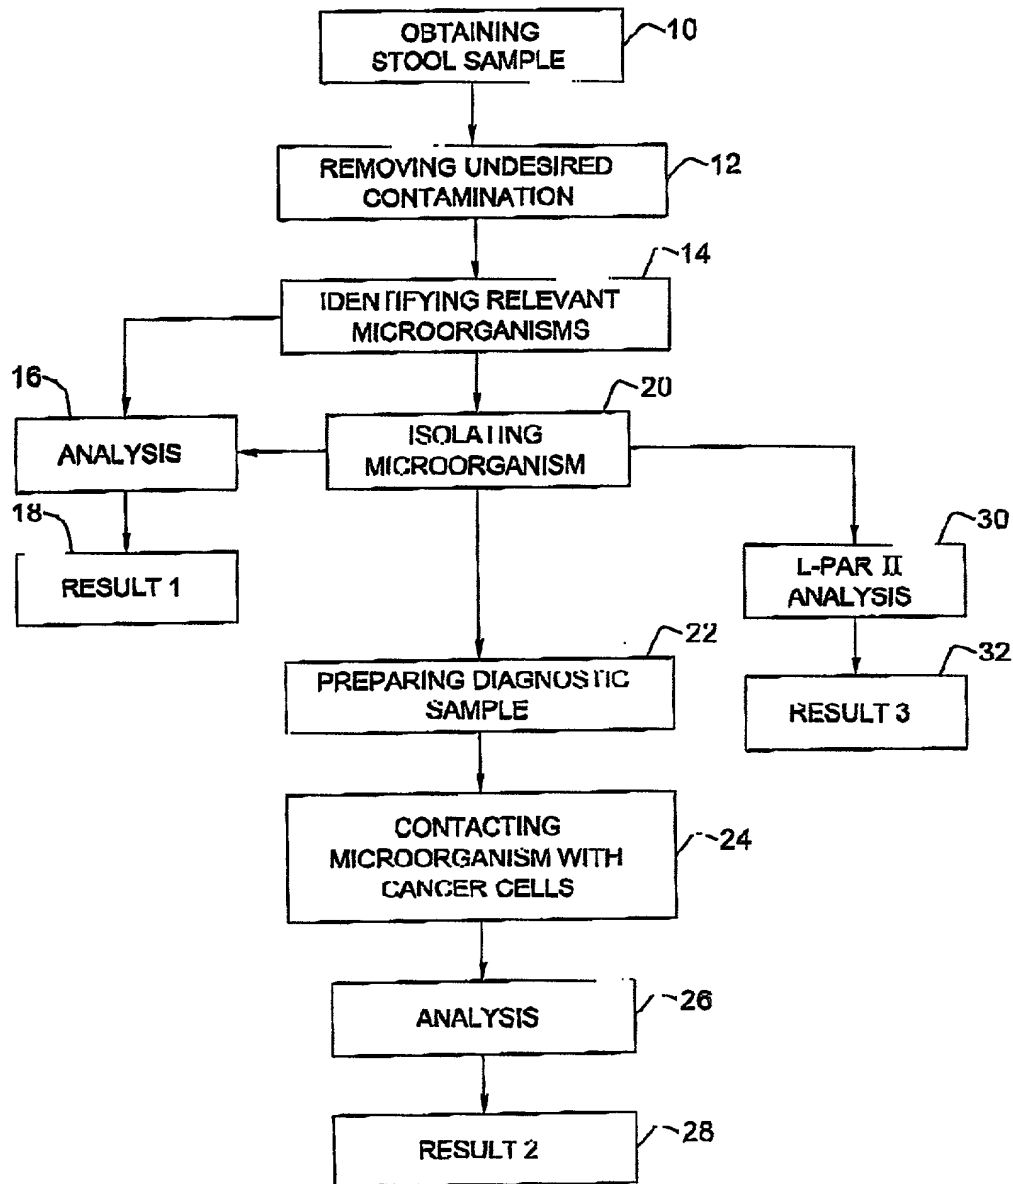 OBTAINING
STOOL SAMPLE
10
REMOVING UNDESIRED
CONTAMINATION
12
14
IDENTIFYING RELEVANT
MICROORGANISMS
16
ANALYSIS
20
ISOLATING
MICROORGANISM
18
RESULT 1
30
L-PAR II
ANALYSIS
22
PREPARING DIAGNOSTIC
SAMPLE
32
RESULT 3
CONTACTING
MICROORGANISM WITH
CANCER CELLS
24
ANALYSIS
26
RESULT 2
28